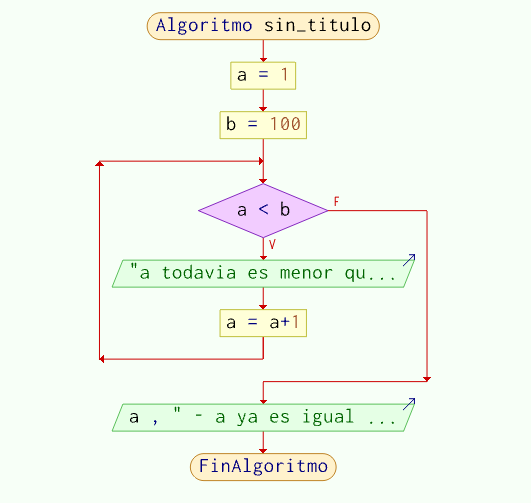 Algoritmo sin_titulo
a = 1
b = 100
a < b
F
V
"a todavia es menor qu...
a = a+1
a , " - a ya es igual ...
FinAlgoritmo